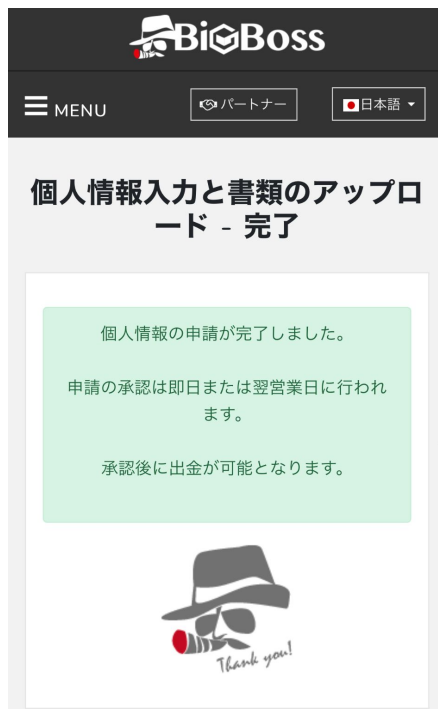 BigBoss
MENU
パートナー
日本語
個人情報入力と書類のアップロ
ード - 完了
個人情報の申請が完了しました。
申請の承認は即日または翌営業日に行われ
ます。
承認後に出金が可能となります。
Thank you!